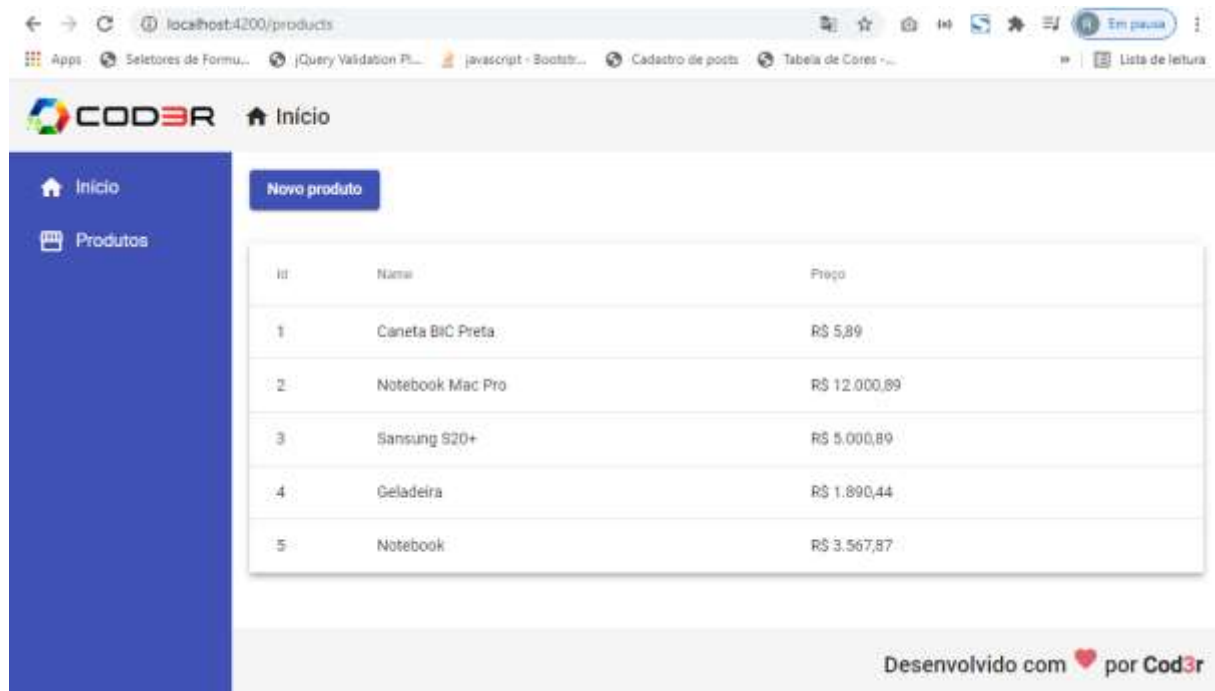 localhost:4200/products
Em pausa
Apps Seletores de Formu... jQuery Validation Pl... javascript - Bootstr... Cadastro de posts Tabela de Cores -... » Lista de leitura
COD3R Início
Início
Produtos
Novo produto
Id Name Preço
1 Caneta BIC Preta R$ 5,89
2 Notebook Mac Pro R$ 12.000,89
3 Sansung S20+ R$ 5.000,89
4 Geladeira R$ 1.890,44
5 Notebook R$ 3.567,87
Desenvolvido com por Cod3r